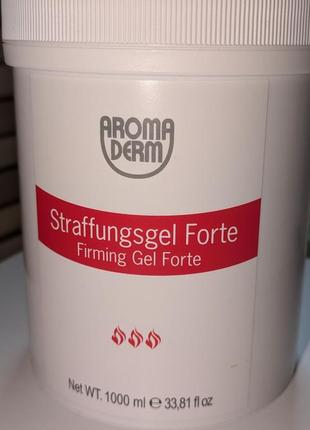 AROMA
DERM
Straffungsgel Forte
Firming Gel Forte
Net WT. 1000 ml ℮ 33,81 fl oz